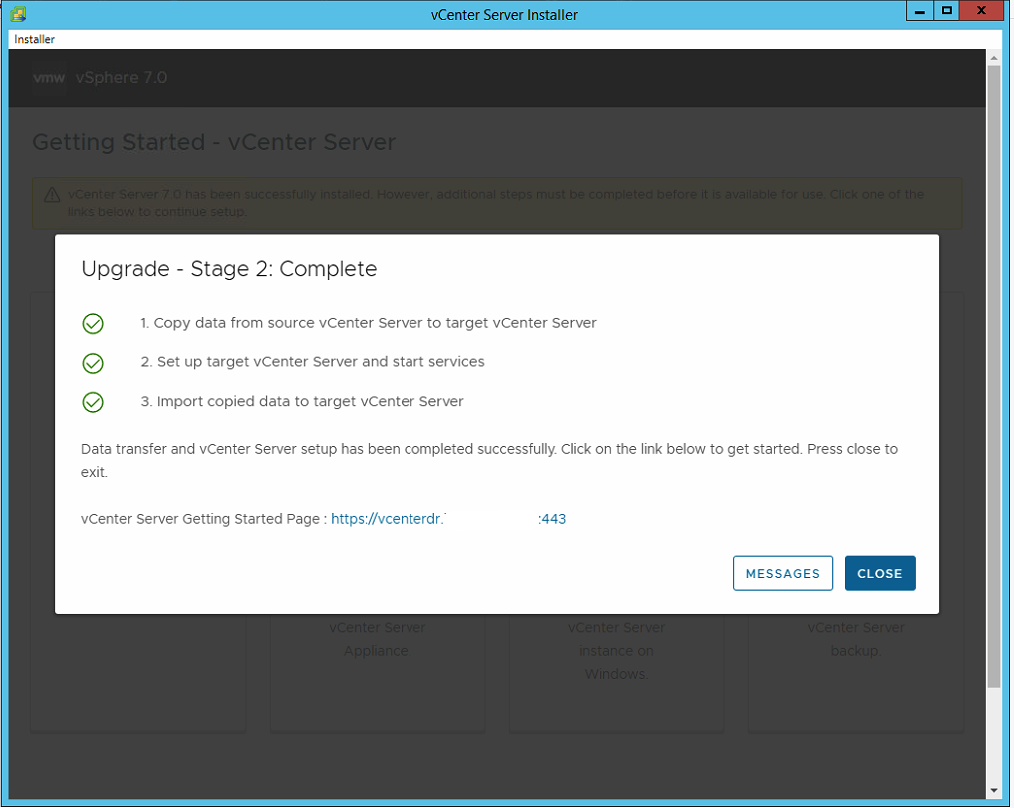 vCenter Server Installer
Installer
vmw vSphere 7.0
Getting Started - vCenter Server
vCenter Server 7.0 has been successfully installed. However, additional steps must be completed before it is available for use. Click one of the
links below to continue setup.
Upgrade - Stage 2: Complete
1. Copy data from source vCenter Server to target vCenter Server
2. Set up target vCenter Server and start services
3. Import copied data to target vCenter Server
Data transfer and vCenter Server setup has been completed successfully. Click on the link below to get started. Press close to
exit.
vCenter Server Getting Started Page : https://vcenterdr. :443
MESSAGES CLOSE
vCenter Server vCenter Server vCenter Server
Appliance instance on backup.
Windows.